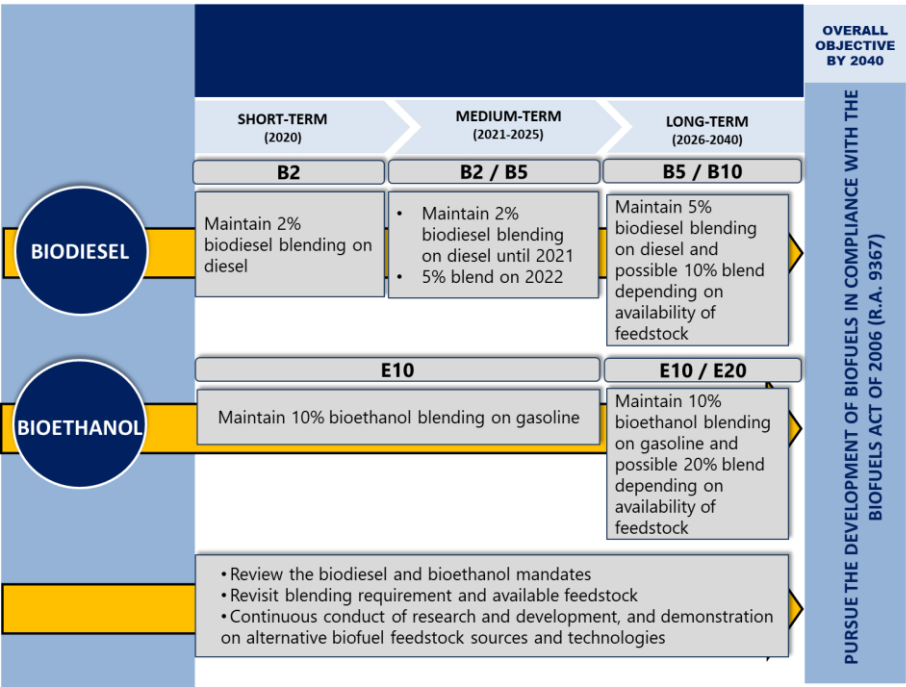 OVERALL
OBJECTIVE
BY 2040
SHORT-TERM
(2020)
MEDIUM-TERM
(2021-2025)
LONG-TERM
(2026-2040)
B2
B2 / B5
B5 / B10
BIODIESEL
Maintain 2%
biodiesel blending on
diesel
• Maintain 2%
biodiesel blending
on diesel until 2021
• 5% blend on 2022
Maintain 5%
biodiesel blending
on diesel and
possible 10% blend
depending on
availability of
feedstock
E10
E10 / E20
BIOETHANOL
Maintain 10% bioethanol blending on gasoline
Maintain 10%
bioethanol blending
on gasoline and
possible 20% blend
depending on
availability of
feedstock
• Review the biodiesel and bioethanol mandates
• Revisit blending requirement and available feedstock
• Continuous conduct of research and development, and demonstration
on alternative biofuel feedstock sources and technologies
PURSUE THE DEVELOPMENT OF BIOFUELS IN COMPLIANCE WITH THE
BIOFUELS ACT OF 2006 (R.A. 9367)